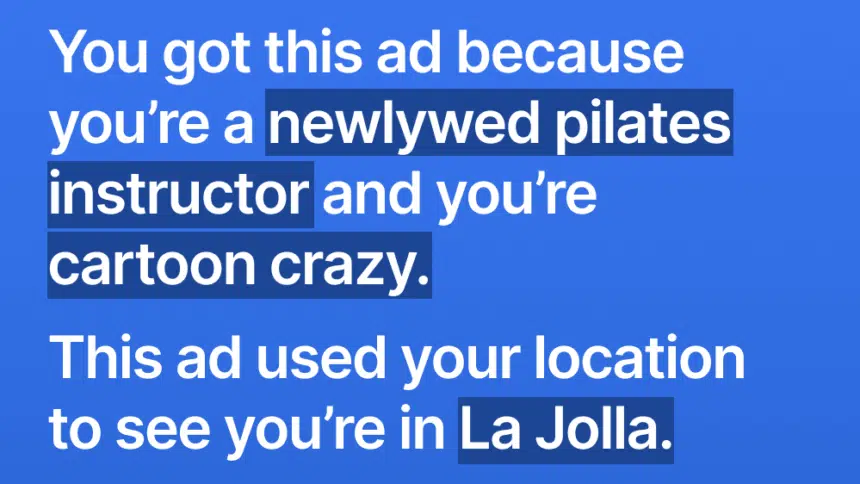 You got this ad because
you’re a newlywed pilates
instructor and you’re
cartoon crazy.
This ad used your location
to see you’re in La Jolla.